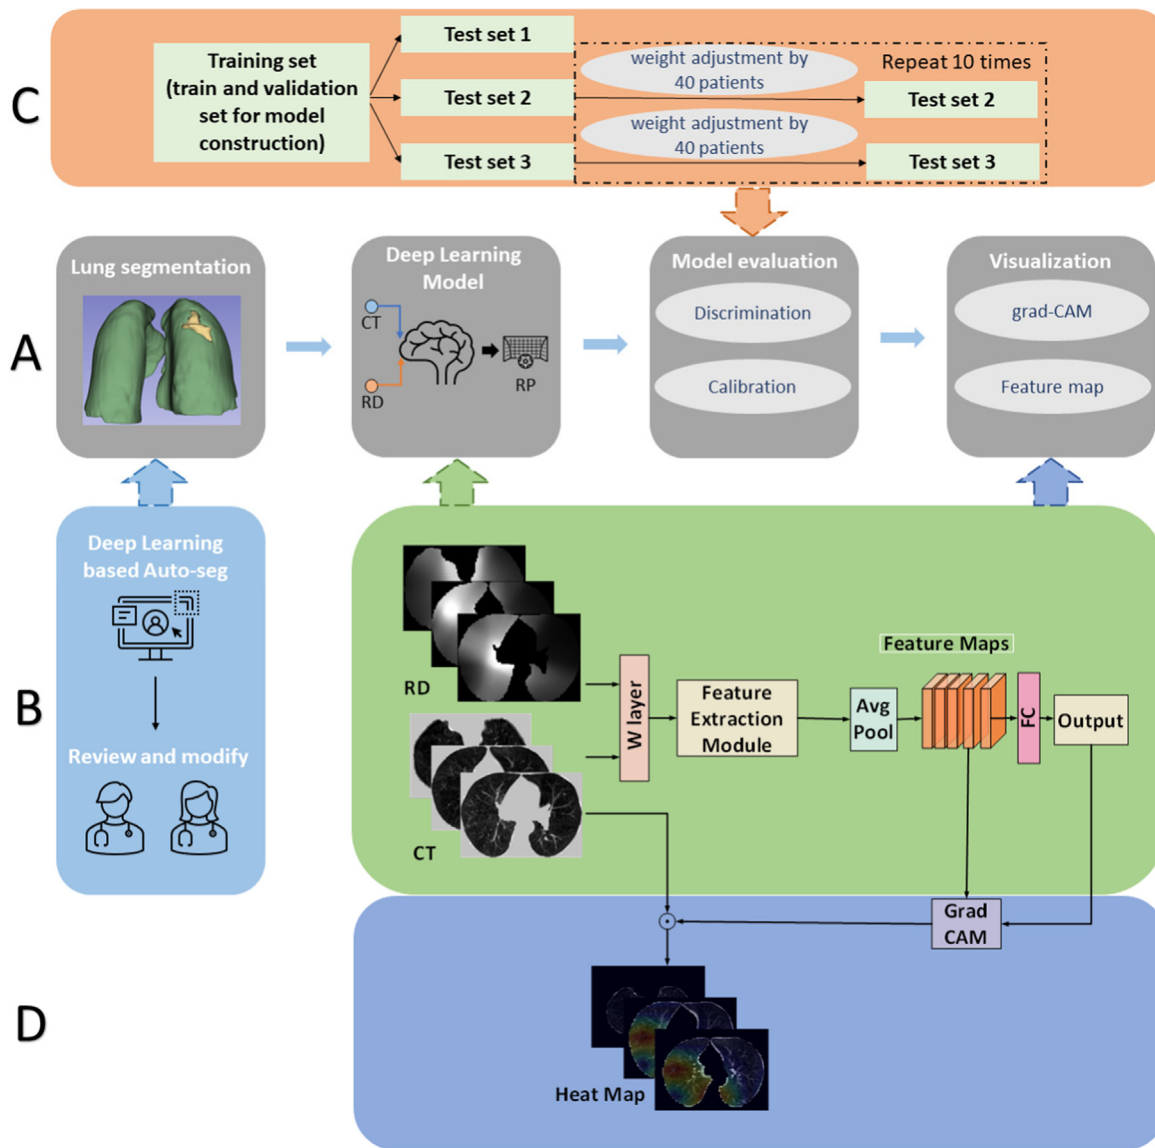 C
Training set
(train and validation
set for model
construction)
Test set 1
Test set 2
Test set 3
weight adjustment by
40 patients
weight adjustment by
40 patients
Repeat 10 times
Test set 2
Test set 3
A
Lung segmentation
Deep Learning
Model
CT
RD
RP
Model evaluation
Discrimination
Calibration
Visualization
grad-CAM
Feature map
B
Deep Learning
based Auto-seg
Review and modify
RD
CT
W layer
Feature
Extraction
Module
Avg
Pool
Feature Maps
FC
Output
D
Grad
CAM
Heat Map